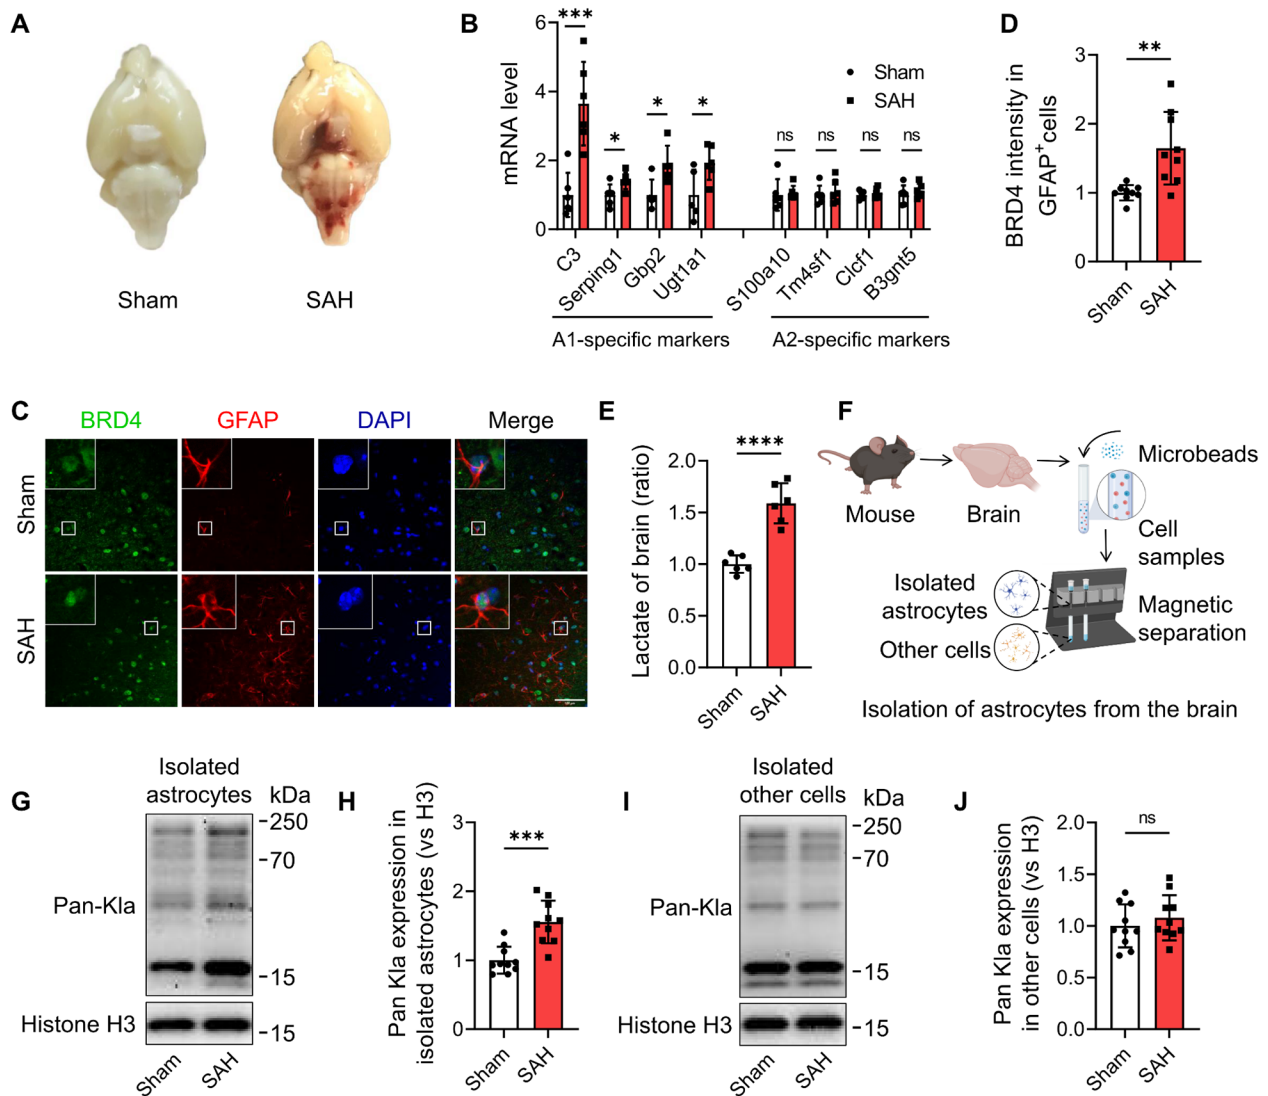 A
Sham
SAH
B
mRNA level
6
4
2
0
***
*
*
*
ns
ns
ns
ns
Sham
SAH
C3
Serping1
Gbp2
Ugt1a1
S100a10
Tm4sf1
Clcf1
B3gnt5
A1-specific markers
A2-specific markers
D
BRD4 intensity in
GFAP+cells
3
2
1
0
**
Sham
SAH
C
BRD4
GFAP
DAPI
Merge
Sham
SAH
E
Lactate of brain (ratio)
2.0
1.5
1.0
0.5
0.0
****
Sham
SAH
F
Mouse
Brain
Microbeads
Cell
samples
Isolated
astrocytes
Other cells
Magnetic
separation
Isolation of astrocytes from the brain
G
Isolated
astrocytes
kDa
250
70
15
15
Pan-Kla
Histone H3
Sham
SAH
H
Pan Kla expression in
isolated astrocytes (vs H3)
3
2
1
0
***
Sham
SAH
I
Isolated
other cells
kDa
250
70
15
15
Pan-Kla
Histone H3
Sham
SAH
J
Pan Kla expression
in other cells (vs H3)
2.0
1.5
1.0
0.5
0.0
ns
Sham
SAH